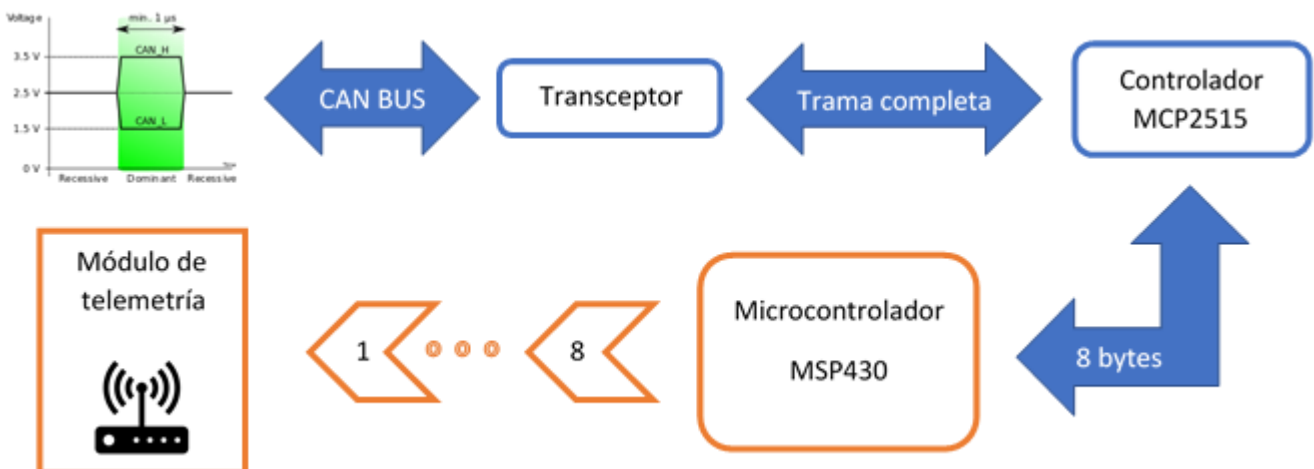 Voltage
min. 1 µs
3.5 V
CAN_H
2.5 V
1.5 V
CAN_L
0 V
Recessive Dominant Recessive
CAN BUS
Transceptor
Trama completa
Controlador
MCP2515
Módulo de
telemetría
1
8
Microcontrolador
MSP430
8 bytes